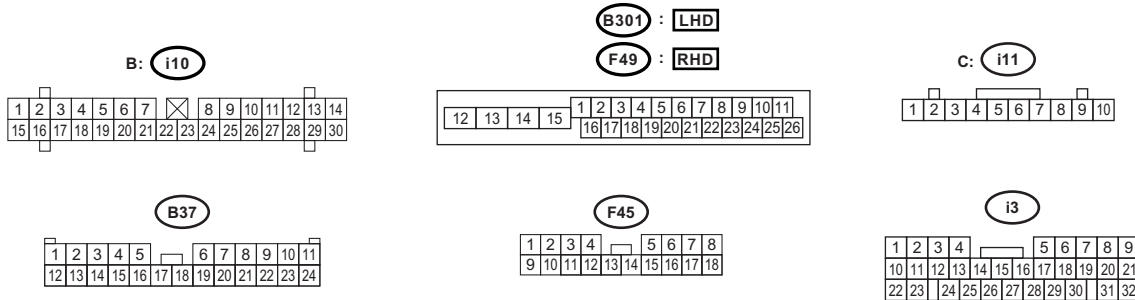 B301 : LHD
F49 : RHD
B: i10
C: i11
1 2 3 4 5 6 7 8 9 10 11 12 13 14
15 16 17 18 19 20 21 22 23 24 25 26 27 28 29 30
1 2 3 4 5 6 7 8 9 10 11
12 13 14 15
16 17 18 19 20 21 22 23 24 25 26
1 2 3 4 5 6 7 8 9 10
B37
1 2 3 4 5 6 7 8 9 10 11
12 13 14 15 16 17 18 19 20 21 22 23 24
F45
1 2 3 4 5 6 7 8
9 10 11 12 13 14 15 16 17 18
i3
1 2 3 4 5 6 7 8 9
10 11 12 13 14 15 16 17 18 19 20 21
22 23 24 25 26 27 28 29 30 31 32